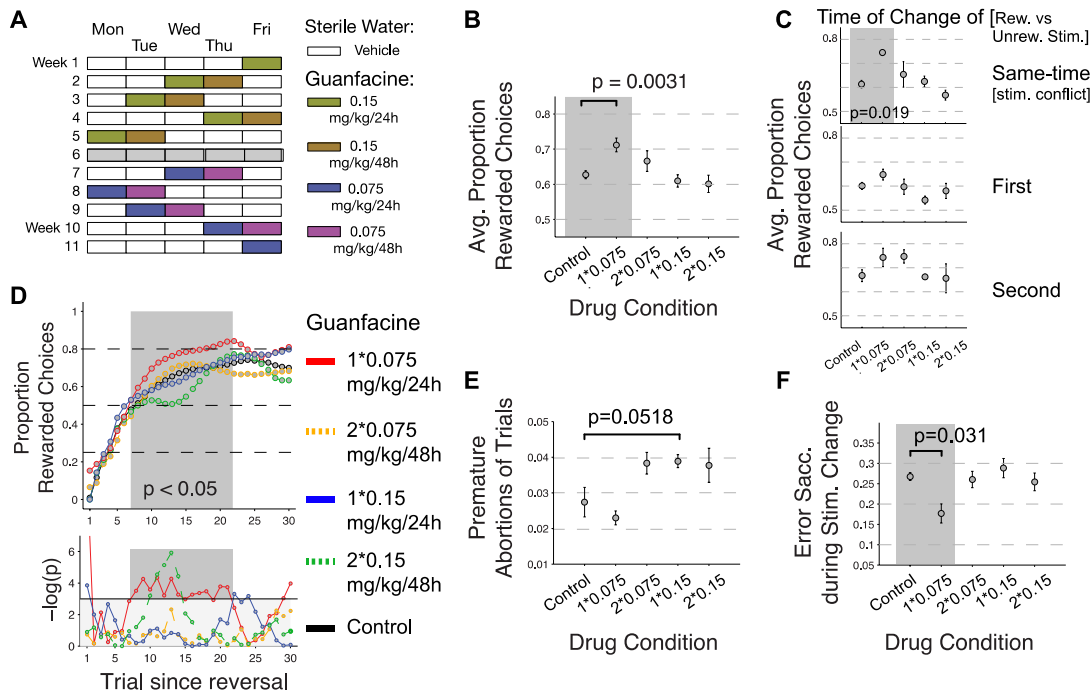 A
Mon
Wed
Fri
Tue
Thu
Week 1
2
3
4
5
6
7
8
9
Week 10
11
Sterile Water:
Vehicle
Guanfacine:
0.15
mg/kg/24h
0.15
mg/kg/48h
0.075
mg/kg/24h
0.075
mg/kg/48h
B
Avg. Proportion
Rewarded Choices
0.8
0.7
0.6
0.5
p = 0.0031
Control
1*0.075
2*0.075
1*0.15
2*0.15
Drug Condition
C
Time of Change of [Rew. vs
Unrew. Stim.]
Avg. Proportion
Rewarded Choices
0.8
0.5
p=0.019
Same-time
[stim. conflict]
0.5
First
0.8
0.5
Second
Control
1*0.075
2*0.075
1*0.15
2*0.15
D
Proportion
Rewarded Choices
1
0.8
0.6
0.4
0.2
0
p < 0.05
1
5
10
15
20
25
30
−log(p)
6
4
2
0
1
5
10
15
20
25
30
Trial since reversal
Guanfacine
1*0.075
mg/kg/24h
2*0.075
mg/kg/48h
1*0.15
mg/kg/24h
2*0.15
mg/kg/48h
Control
E
Premature
Abortions of Trials
0.05
0.04
0.03
0.02
0.01
p=0.0518
Control
1*0.075
2*0.075
1*0.15
2*0.15
Drug Condition
F
Error Sacc.
during Stim. Change
0.4
0.35
0.3
0.25
0.2
0.15
0.1
0.05
p=0.031
Control
1*0.075
2*0.075
1*0.15
2*0.15
Drug Condition